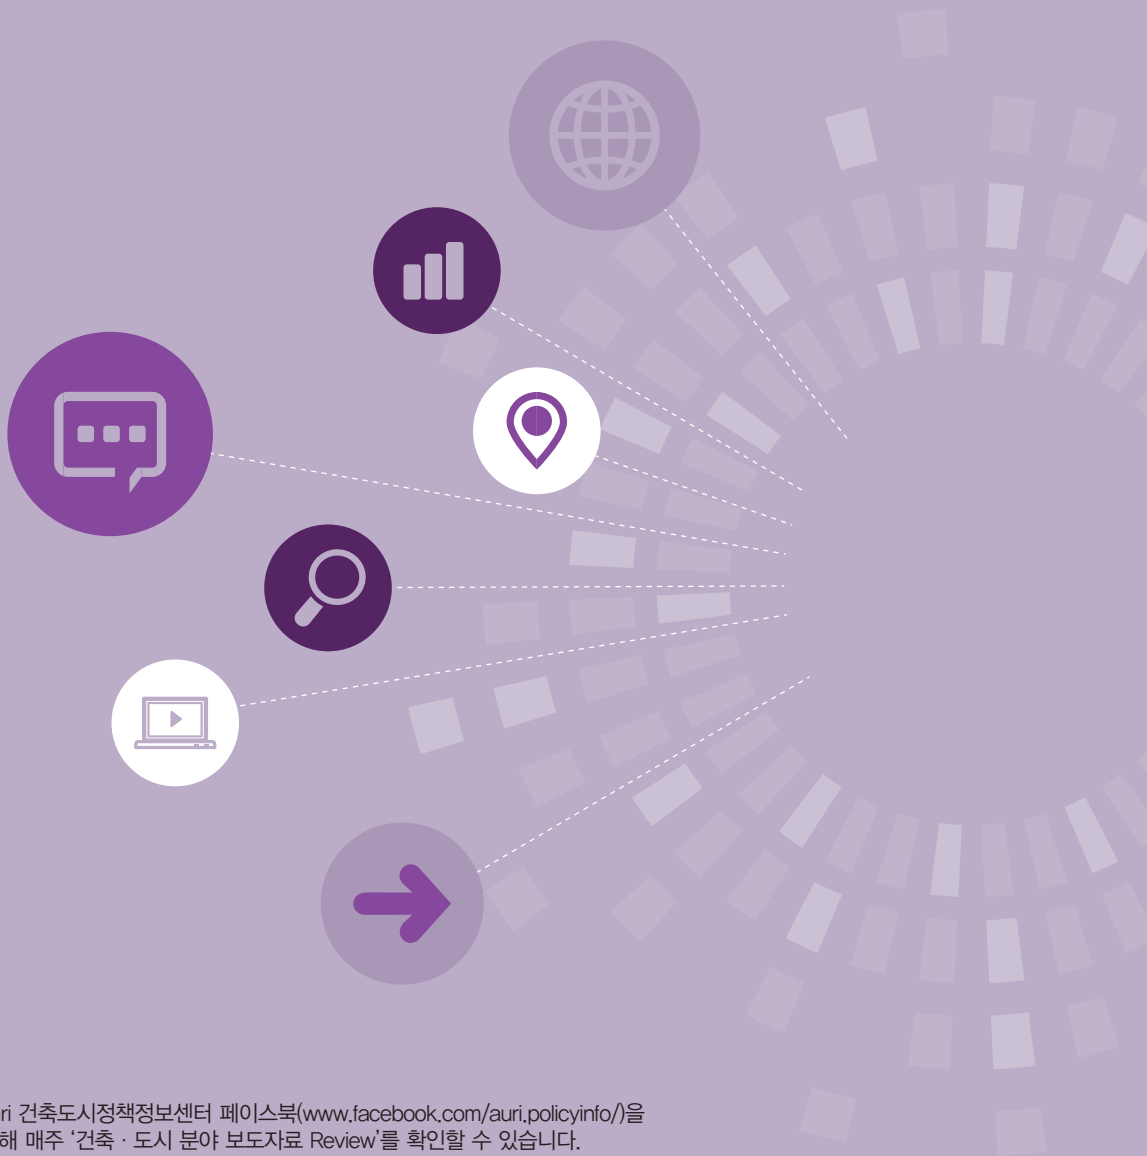 ri 건축도시정책정보센터 페이스북(www.facebook.com/auri.policyinfo/)을
해 매주 ‘건축 · 도시 분야 보도자료 Review’를 확인할 수 있습니다.